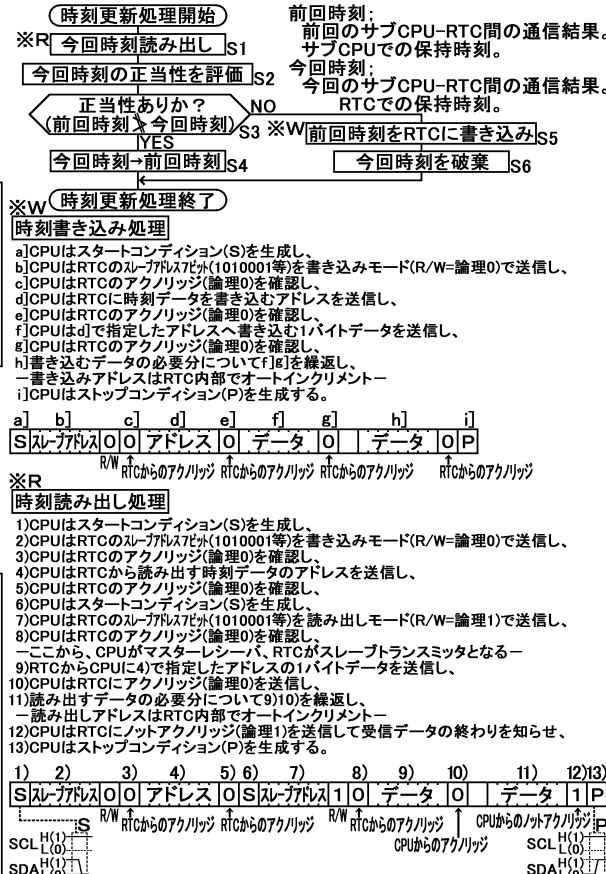 時刻更新処理開始
※R
今回時刻読み出し S1
今回時刻の正当性を評価 S2
正当性ありか?
(前回時刻≯今回時刻) S3
NO
YES
今回時刻→前回時刻 S4
※W
前回時刻をRTCに書き込み S5
今回時刻を破棄 S6
時刻更新処理終了
前回時刻;
前回のサブCPU-RTC間の通信結果。
サブCPUでの保持時刻。
今回時刻;
今回のサブCPU-RTC間の通信結果。
RTCでの保持時刻。
※W
時刻書き込み処理
a]CPUはスタートコンディション(S)を生成し、
b]CPUはRTCのスレーブアドレス7ビット(1010001等)を書き込みモード(R/W=論理0)で送信し、
c]CPUはRTCのアクノリッジ(論理0)を確認し、
d]CPUはRTCに時刻データを書き込むアドレスを送信し、
e]CPUはRTCのアクノリッジ(論理0)を確認し、
f]CPUはd]で指定したアドレスへ書き込む1バイトデータを送信し、
g]CPUはRTCのアクノリッジ(論理0)を確認し、
h]書き込むデータの必要分についてf]g]を繰返し、
ー書き込みアドレスはRTC内部でオートインクリメントー
i]CPUはストップコンディション(P)を生成する。
a] b] c] d] e] f] g] h] i]
S スレーブアドレス 0 0 アドレス 0 データ 0 データ 0 P
R/W RTCからのアクノリッジ RTCからのアクノリッジ RTCからのアクノリッジ RTCからのアクノリッジ
※R
時刻読み出し処理
1)CPUはスタートコンディション(S)を生成し、
2)CPUはRTCのスレーブアドレス7ビット(1010001等)を書き込みモード(R/W=論理0)で送信し、
3)CPUはRTCのアクノリッジ(論理0)を確認し、
4)CPUはRTCから読み出す時刻データのアドレスを送信し、
5)CPUはRTCのアクノリッジ(論理0)を確認し、
6)CPUはスタートコンディション(S)を生成し、
7)CPUはRTCのスレーブアドレス7ビット(1010001等)を読み出しモード(R/W=論理1)で送信し、
8)CPUはRTCのアクノリッジ(論理0)を確認し、
ーここから、CPUがマスターレシーバ、RTCがスレーブトランスミッタとなるー
9)RTCからCPUに4)で指定したアドレスの1バイトデータを送信し、
10)CPUはRTCにアクノリッジ(論理0)を送信し、
11)読み出すデータの必要分について9)10)を繰返し、
ー読み出しアドレスはRTC内部でオートインクリメントー
12)CPUはRTCにノットアクノリッジ(論理1)を送信して受信データの終わりを知らせ、
13)CPUはストップコンディション(P)を生成する。
1) 2) 3) 4) 5) 6) 7) 8) 9) 10) 11) 12)13)
S スレーブアドレス 0 0 アドレス 0 S スレーブアドレス 1 0 データ 0 データ 1 P
R/W RTCからのアクノリッジ RTCからのアクノリッジ R/W RTCからのアクノリッジ CPUからのノットアクノリッジ
CPUからのアクノリッジ
S
SCL H(1) L(0)
SDA H(1)
P
SCL H(1) L(0)
SDA H(1)